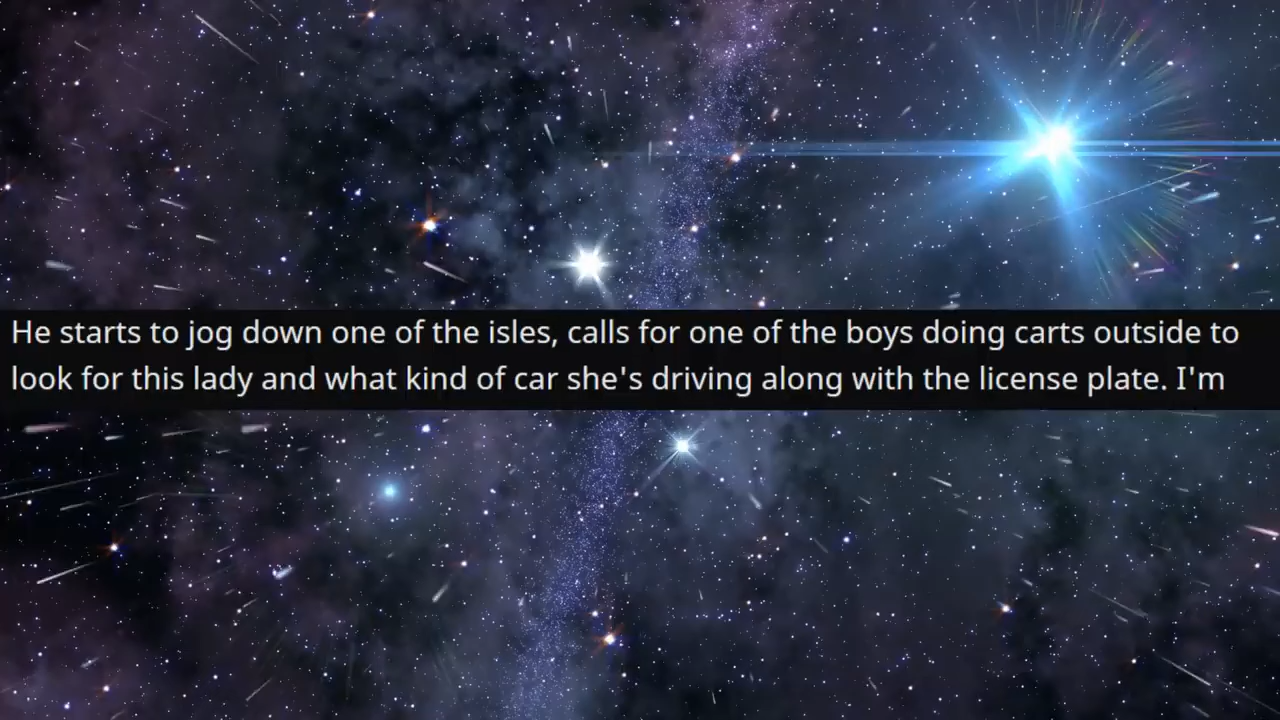 He starts to jog down one of the isles, calls for one of the boys doing carts outside to
look for this lady and what kind of car she's driving along with the license plate. I'm